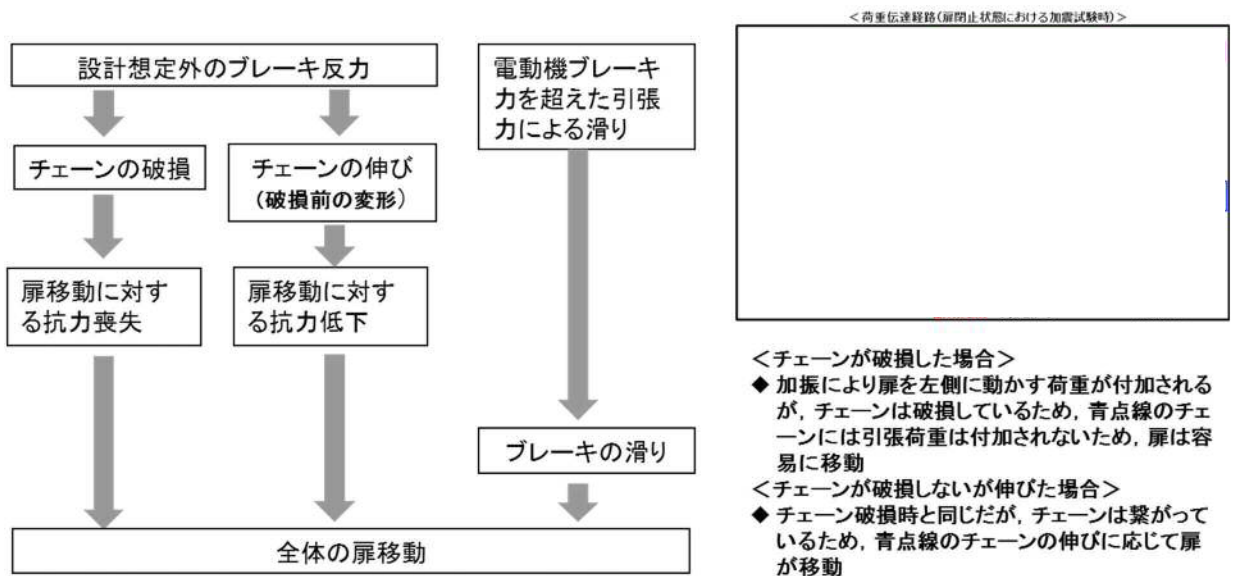 設計想定外のブレーキ反力
チェーンの破損
チェーンの伸び
（破損前の変形）
扉移動に対す
る抗力喪失
扉移動に対す
る抗力低下
電動機ブレーキ
力を超えた引張
力による滑り
ブレーキの滑り
全体の扉移動
＜荷重伝達経路(扉閉止状態における加震試験時)＞
＜チェーンが破損した場合＞
◆ 加振により扉を左側に動かす荷重が付加される
が，チェーンは破損しているため，青点線のチェ
ーンには引張荷重は付加されないため，扉は容
易に移動
＜チェーンが破損しないが伸びた場合＞
◆ チェーン破損時と同じだが，チェーンは繋がって
いるため，青点線のチェーンの伸びに応じて扉
が移動